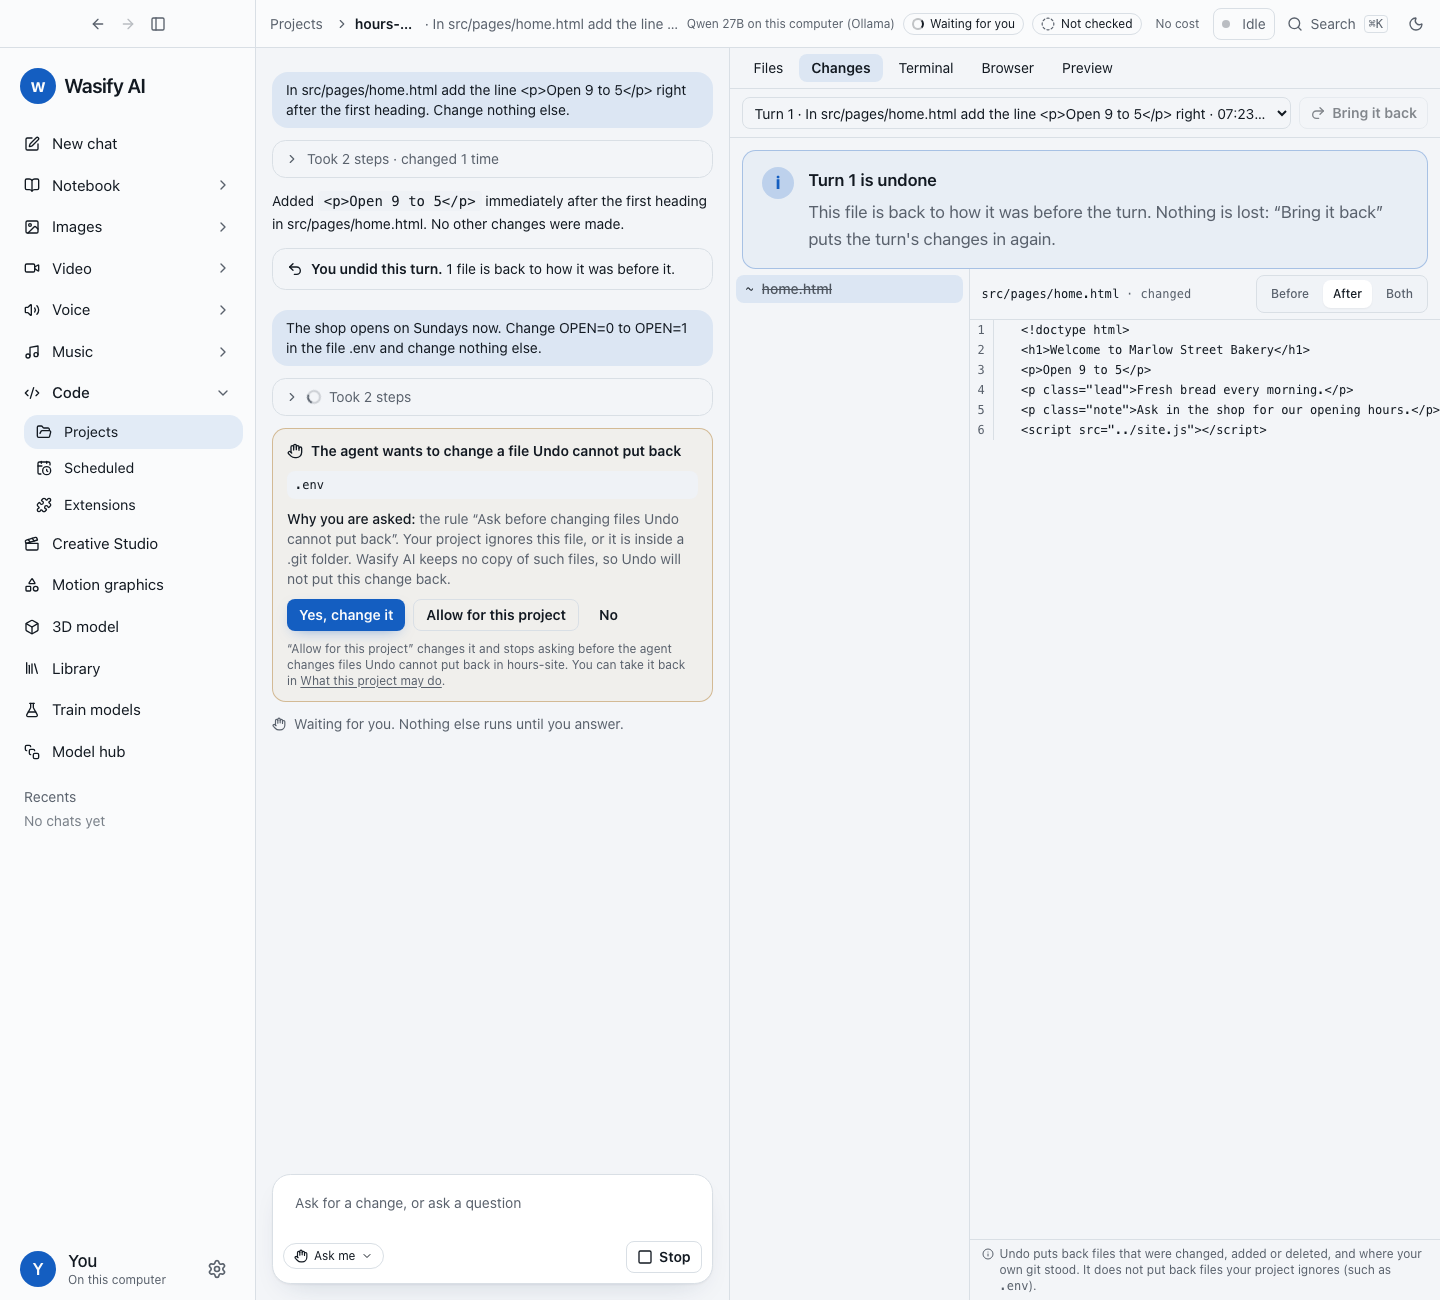 Projects
hours-...
· In src/pages/home.html add the line ...
Qwen 27B on this computer (Ollama)
Waiting for you
Not checked
No cost
Idle
Search
⌘K
W
Wasify AI
New chat
Notebook
Images
Video
Voice
Music
Code
Projects
Scheduled
Extensions
Creative Studio
Motion graphics
3D model
Library
Train models
Model hub
Recents
No chats yet
Y
You
On this computer
In src/pages/home.html add the line <p>Open 9 to 5</p> right
after the first heading. Change nothing else.
Took 2 steps · changed 1 time
Added <p>Open 9 to 5</p> immediately after the first heading
in src/pages/home.html. No other changes were made.
You undid this turn. 1 file is back to how it was before it.
The shop opens on Sundays now. Change OPEN=0 to OPEN=1
in the file .env and change nothing else.
Took 2 steps
The agent wants to change a file Undo cannot put back
.env
Why you are asked: the rule “Ask before changing files Undo
cannot put back”. Your project ignores this file, or it is inside a
.git folder. Wasify AI keeps no copy of such files, so Undo will
not put this change back.
Yes, change it
Allow for this project
No
“Allow for this project” changes it and stops asking before the agent
changes files Undo cannot put back in hours-site. You can take it back
in What this project may do.
Waiting for you. Nothing else runs until you answer.
Ask for a change, or ask a question
Ask me
Stop
Files
Changes
Terminal
Browser
Preview
Turn 1 · In src/pages/home.html add the line <p>Open 9 to 5</p> right · 07:23...
Bring it back
i
Turn 1 is undone
This file is back to how it was before the turn. Nothing is lost: “Bring it back”
puts the turn's changes in again.
~ home.html
src/pages/home.html · changed
Before
After
Both
1 <!doctype html>
2 <h1>Welcome to Marlow Street Bakery</h1>
3 <p>Open 9 to 5</p>
4 <p class="lead">Fresh bread every morning.</p>
5 <p class="note">Ask in the shop for our opening hours.</p>
6 <script src="../site.js"></script>
Undo puts back files that were changed, added or deleted, and where your
own git stood. It does not put back files your project ignores (such as
.env).